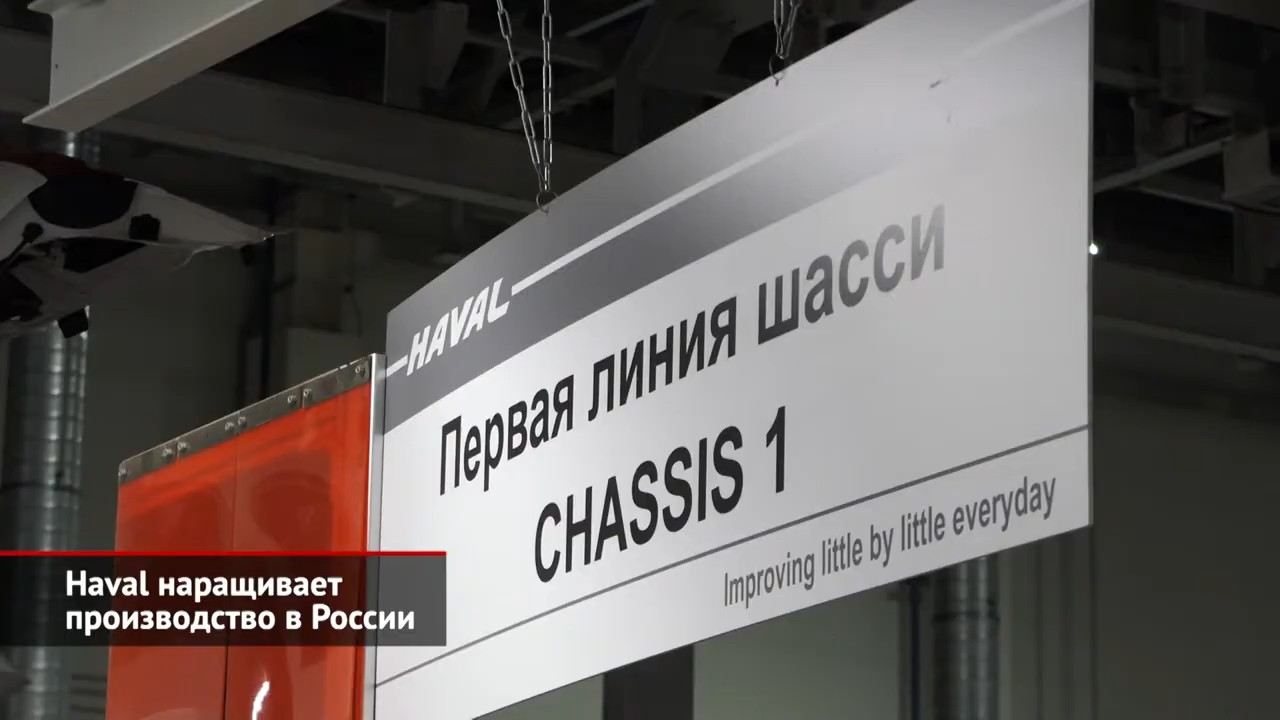 HAVAL
Первая линия шасси
CHASSIS 1
Improving little by little everyday
Haval наращивает
производство в России